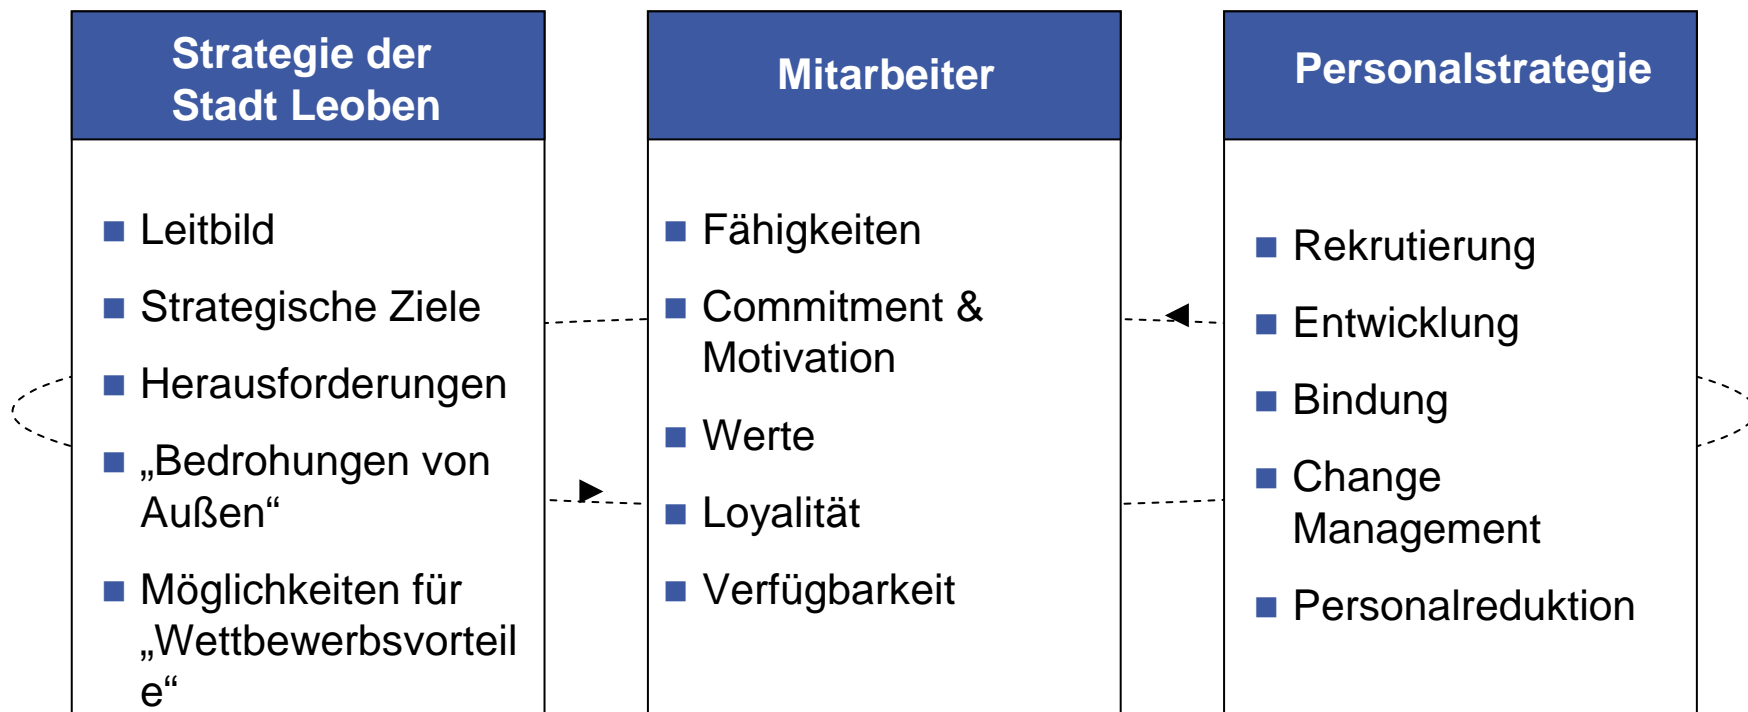 Strategie der
Stadt Leoben
Leitbild
Strategische Ziele
Herausforderungen
„Bedrohungen von
Außen“
Möglichkeiten für
„Wettbewerbsvorteil
e“
Mitarbeiter
Fähigkeiten
Commitment &
Motivation
Werte
Loyalität
Verfügbarkeit
Personalstrategie
Rekrutierung
Entwicklung
Bindung
Change
Management
Personalreduktion